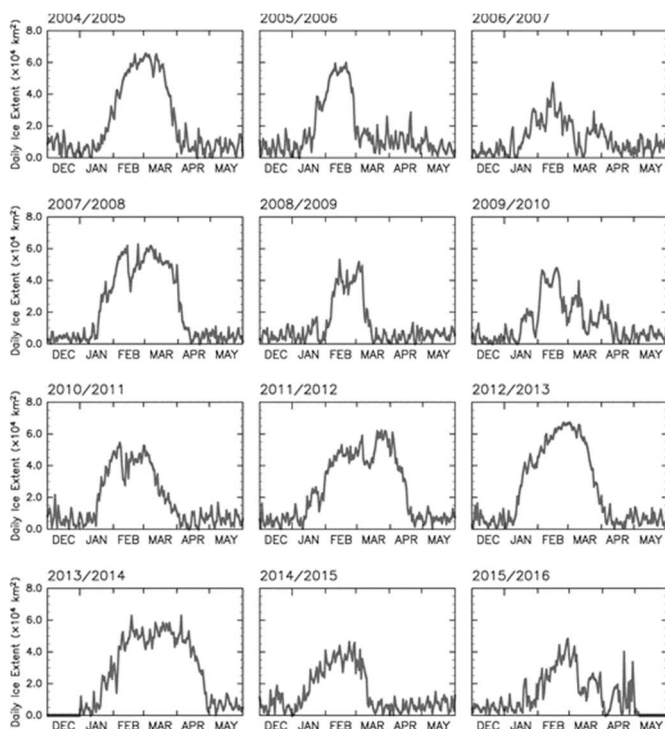 2004/2005 2005/2006 2006/2007
Daily Ice Extent (×10⁴ km²)
8.0
6.0
4.0
2.0
0.0
DEC JAN FEB MAR APR MAY DEC JAN FEB MAR APR MAY DEC JAN FEB MAR APR MAY
2007/2008 2008/2009 2009/2010
Daily Ice Extent (×10⁴ km²)
8.0
6.0
4.0
2.0
0.0
DEC JAN FEB MAR APR MAY DEC JAN FEB MAR APR MAY DEC JAN FEB MAR APR MAY
2010/2011 2011/2012 2012/2013
Daily Ice Extent (×10⁴ km²)
8.0
6.0
4.0
2.0
0.0
DEC JAN FEB MAR APR MAY DEC JAN FEB MAR APR MAY DEC JAN FEB MAR APR MAY
2013/2014 2014/2015 2015/2016
Daily Ice Extent (×10⁴ km²)
8.0
6.0
4.0
2.0
0.0
DEC JAN FEB MAR APR MAY DEC JAN FEB MAR APR MAY DEC JAN FEB MAR APR MAY